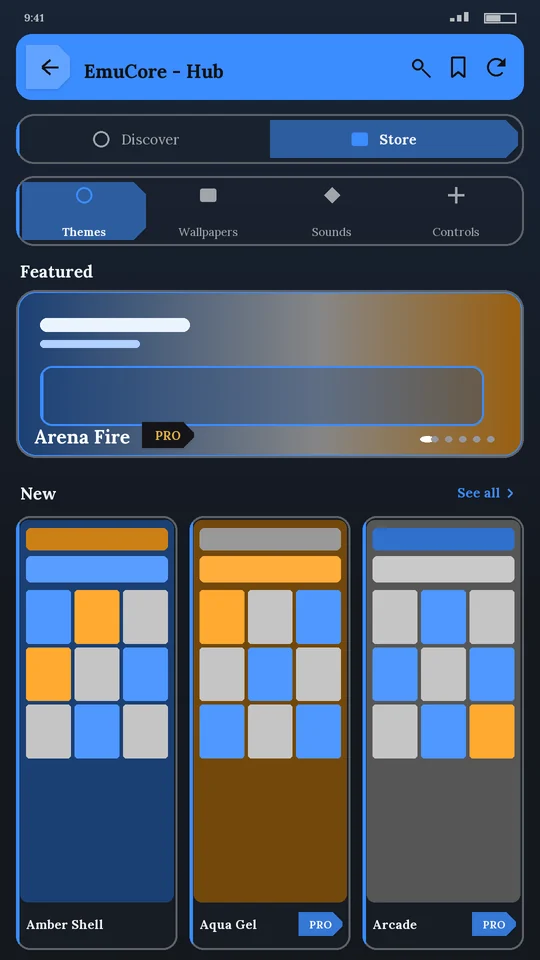 9:41
EmuCore - Hub
Discover
Store
Themes
Wallpapers
Sounds
Controls
Featured
Arena Fire
PRO
New
See all
Amber Shell
Aqua Gel
PRO
Arcade
PRO